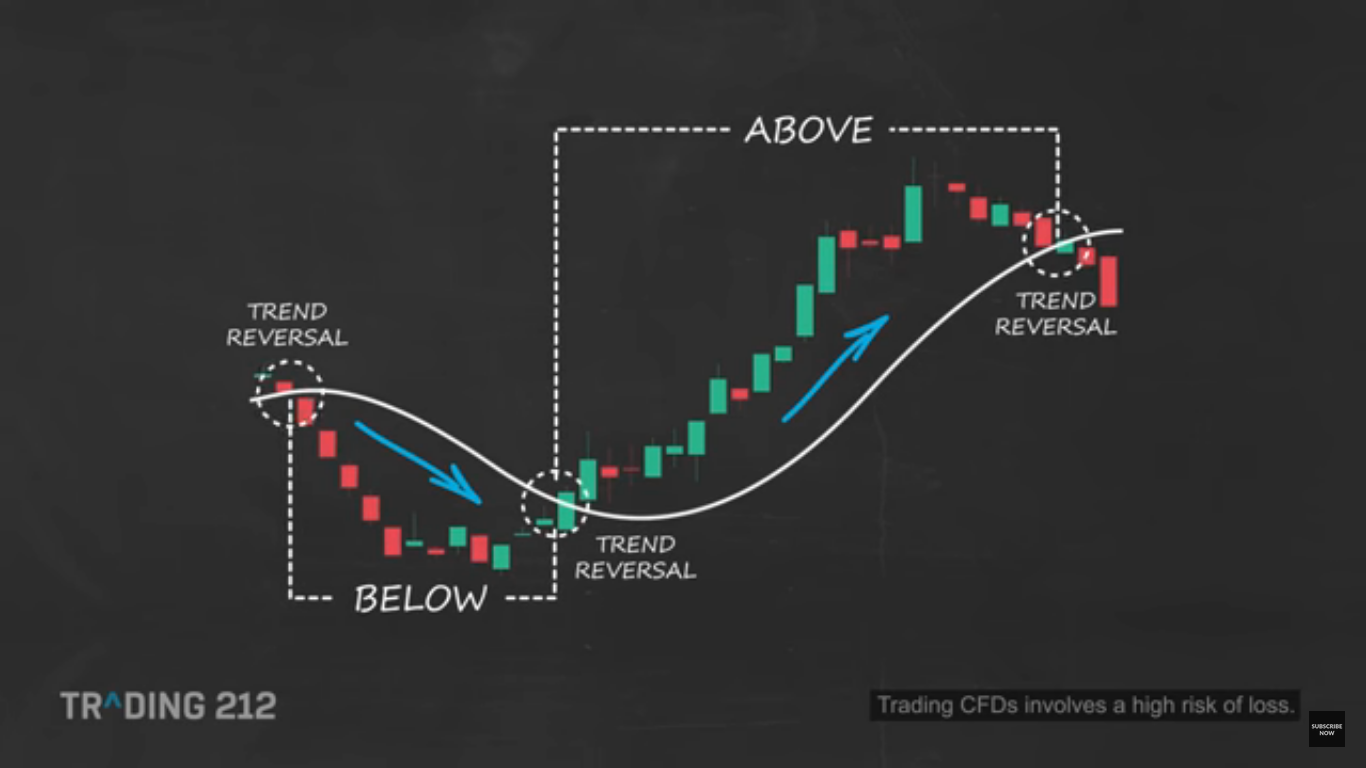 ABOVE
TREND
REVERSAL
TREND
REVERSAL
TREND
REVERSAL
BELOW
TR^DING 212
Trading CFDs involves a high risk of loss.
SUBSCRIBE
NOW